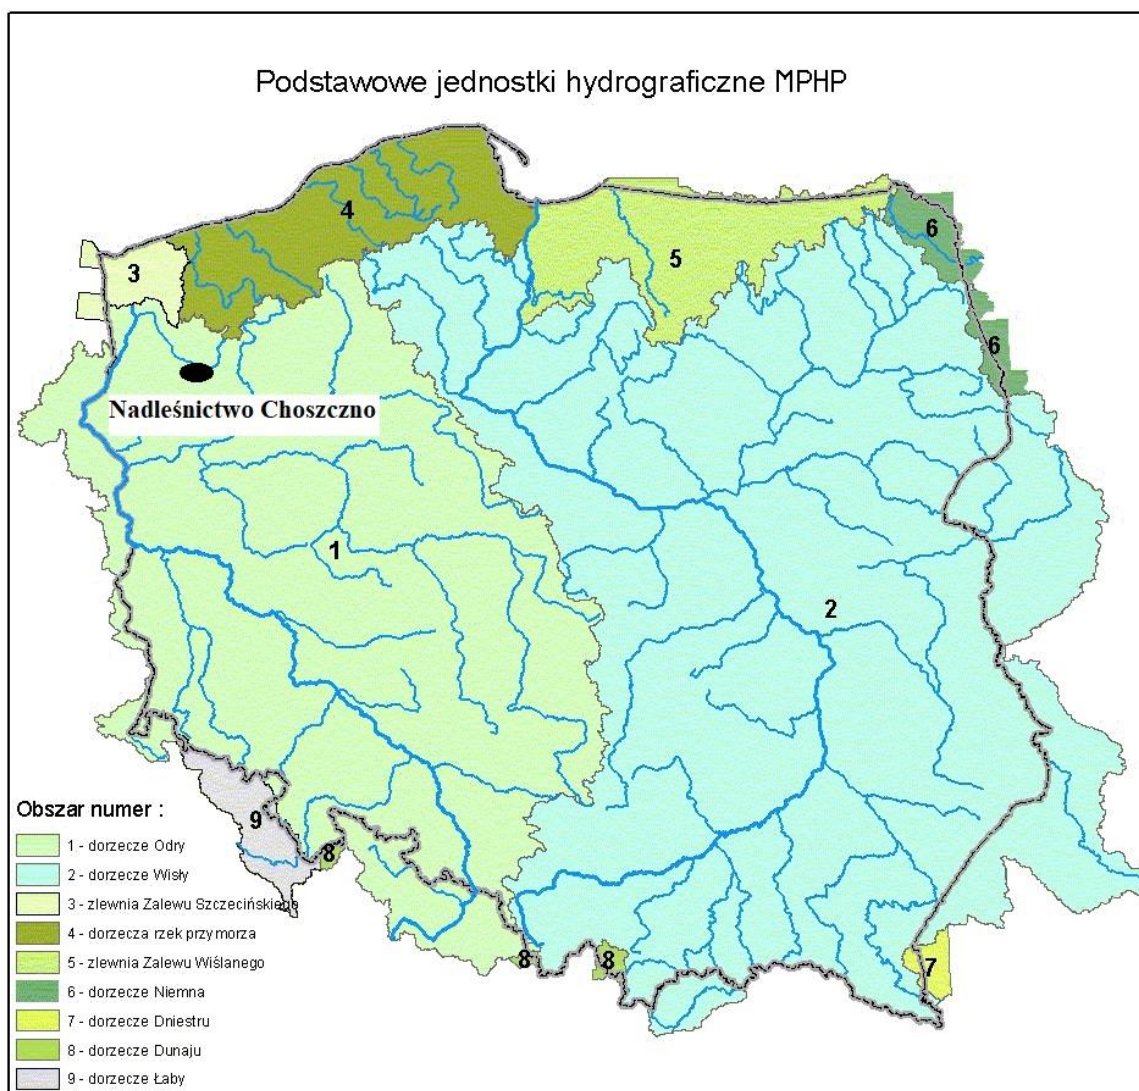 Podstawowe jednostki hydrograficzne MPHP
4
6
3
5
6
Nadleśnictwo Choszczno
1
2
Obszar numer :
9
8
8
8
7
1 - dorzecze Odry
2 - dorzecze Wisły
3 - zlewnia Zalewu Szczecińskiego
4 - dorzecza rzek przymorza
5 - zlewnia Zalewu Wiślanego
6 - dorzecze Niemna
7 - dorzecze Dniestru
8 - dorzecze Dunaju
9 - dorzecze Łaby